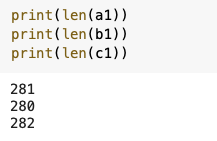 print(len(a1))
print(len(b1))
print(len(c1))
281
280
282